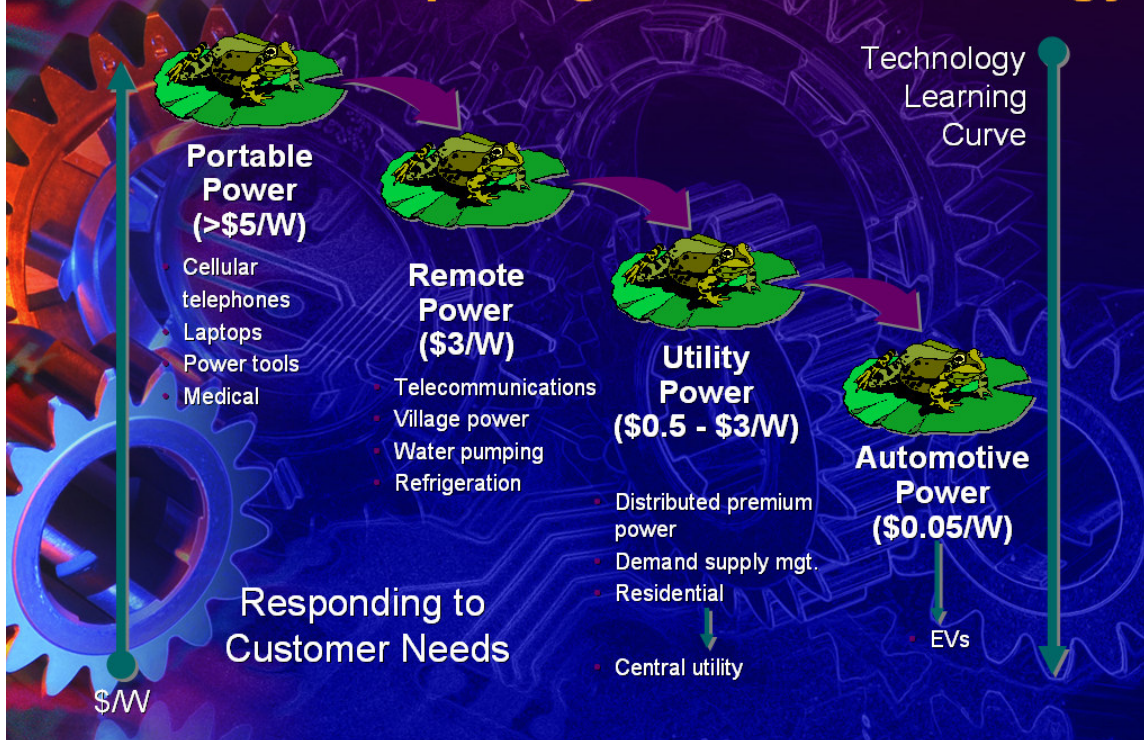 Technology
Learning
Curve
Portable
Power
(>$5/W)
Cellular
telephones
Laptops
Power tools
Medical
Remote
Power
($3/W)
Telecommunications
Village power
Water pumping
Refrigeration
Utility
Power
($0.5 - $3/W)
Distributed premium
power
Demand supply mgt.
Residential
Central utility
Automotive
Power
($0.05/W)
EVs
Responding to
Customer Needs
$/W